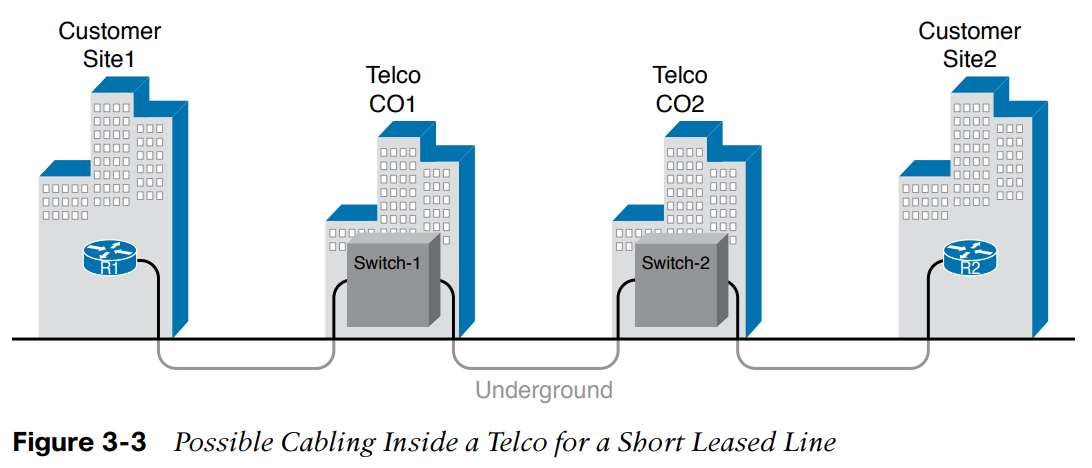 Customer
Site1
Telco
CO1
Telco
CO2
Customer
Site2
R1
Switch-1
Switch-2
R2
Underground
Figure 3-3 Possible Cabling Inside a Telco for a Short Leased Line